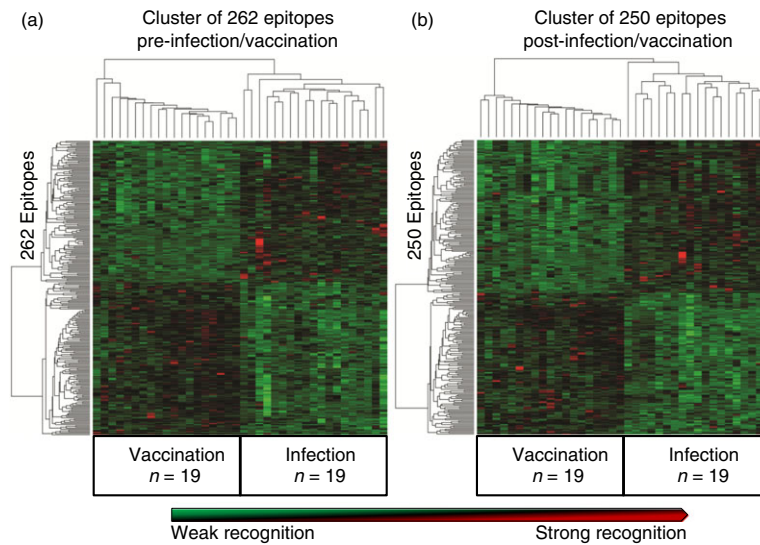 (a)
Cluster of 262 epitopes
pre-infection/vaccination
262 Epitopes
Vaccination
n = 19
Infection
n = 19
(b)
Cluster of 250 epitopes
post-infection/vaccination
250 Epitopes
Vaccination
n = 19
Infection
n = 19
Weak recognition
Strong recognition